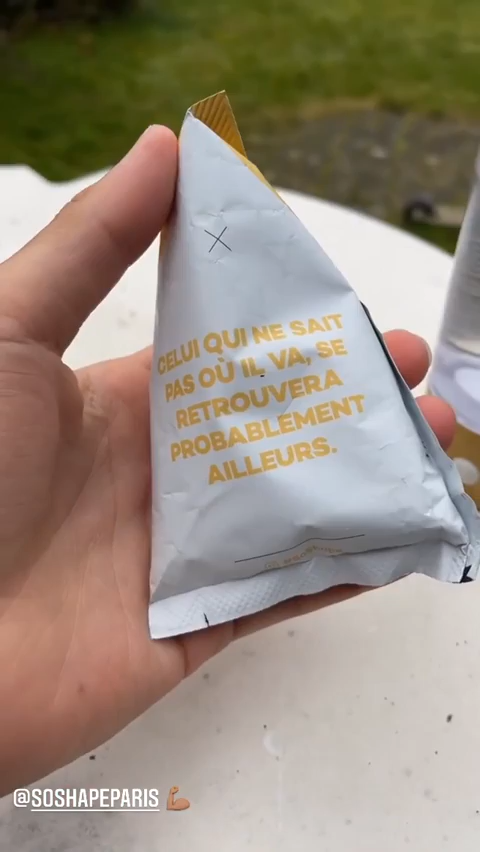 CELUI QUI NE SAIT
PAS OÙ IL VA, SE
RETROUVERA
PROBABLEMENT
AILLEURS.
@SOSHAPEPARIS 💪🏽